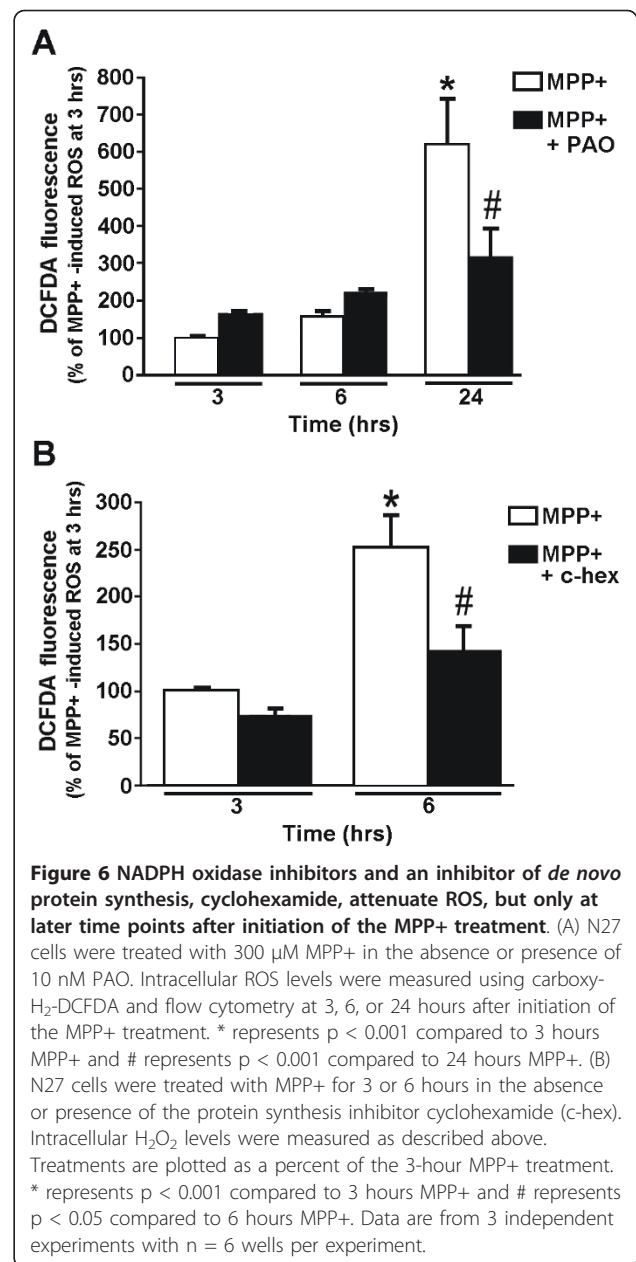 A
800
700
600
500
400
300
200
100
0
DCFDA fluorescence
(% of MPP+ -induced ROS at 3 hrs)
*
#
MPP+
MPP+
+ PAO
3 6 24
Time (hrs)
B
300
250
200
150
100
50
0
DCFDA fluorescence
(% of MPP+ -induced ROS at 3 hrs)
*
#
MPP+
MPP+
+ c-hex
3 6
Time (hrs)
Figure 6 NADPH oxidase inhibitors and an inhibitor of de novo
protein synthesis, cyclohexamide, attenuate ROS, but only at
later time points after initiation of the MPP+ treatment. (A) N27
cells were treated with 300 μM MPP+ in the absence or presence of
10 nM PAO. Intracellular ROS levels were measured using carboxy-
H₂-DCFDA and flow cytometry at 3, 6, or 24 hours after initiation of
the MPP+ treatment. * represents p < 0.001 compared to 3 hours
MPP+ and # represents p < 0.001 compared to 24 hours MPP+. (B)
N27 cells were treated with MPP+ for 3 or 6 hours in the absence
or presence of the protein synthesis inhibitor cyclohexamide (c-hex).
Intracellular H₂O₂ levels were measured as described above.
Treatments are plotted as a percent of the 3-hour MPP+ treatment.
* represents p < 0.001 compared to 3 hours MPP+ and # represents
p < 0.05 compared to 6 hours MPP+. Data are from 3 independent
experiments with n = 6 wells per experiment.